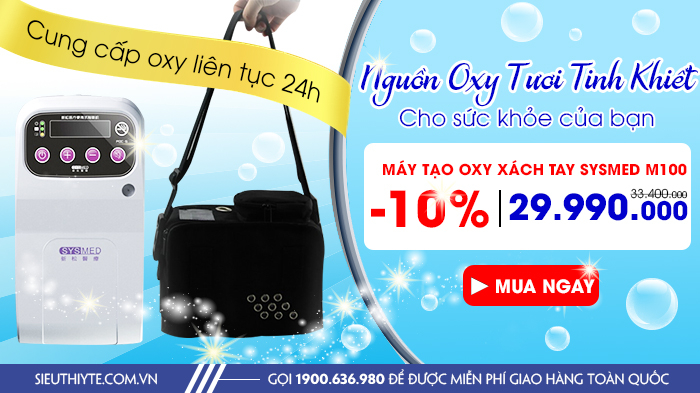 Cung cấp oxy liên tục 24h
Nguồn Oxy Tươi Tinh Khiết
Cho sức khỏe của bạn
MÁY TẠO OXY XÁCH TAY SYSMED M100
-10%
33.400.000
29.990.000
MUA NGAY
SYSMED
SIEUTHIYTE.COM.VN
GỌI 1900.636.980 ĐỂ ĐƯỢC MIỄN PHÍ GIAO HÀNG TOÀN QUỐC